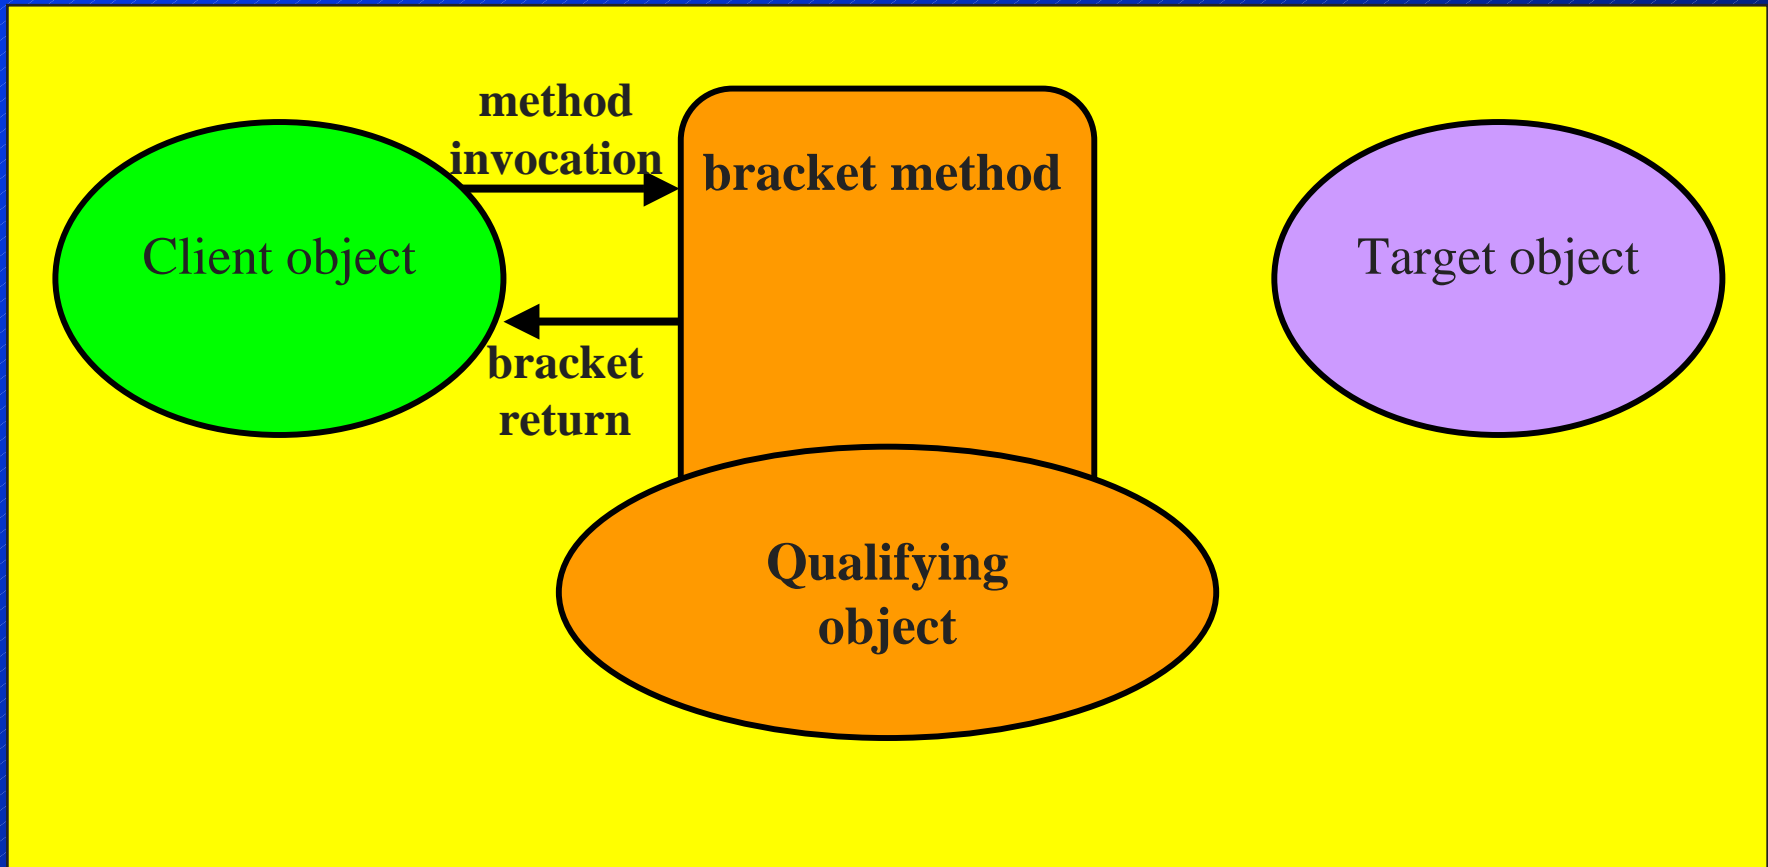 method
invocation
bracket method
Client object
Target object
bracket
return
Qualifying
object